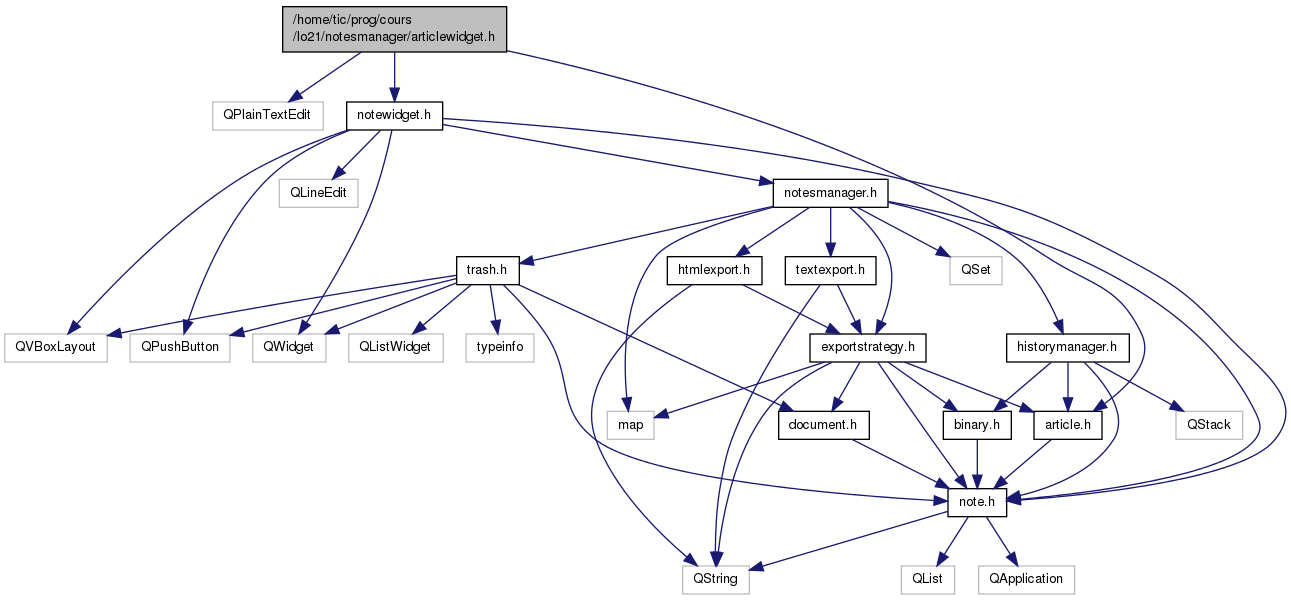 /home/tic/prog/cours
/lo21/notesmanager/articlewidget.h
QPlainTextEdit
notewidget.h
QLineEdit
notesmanager.h
trash.h
htmlexport.h
textexport.h
QSet
QVBoxLayout
QPushButton
QWidget
QListWidget
typeinfo
exportstrategy.h
historymanager.h
map
document.h
binary.h
article.h
QStack
note.h
QString
QList
QApplication